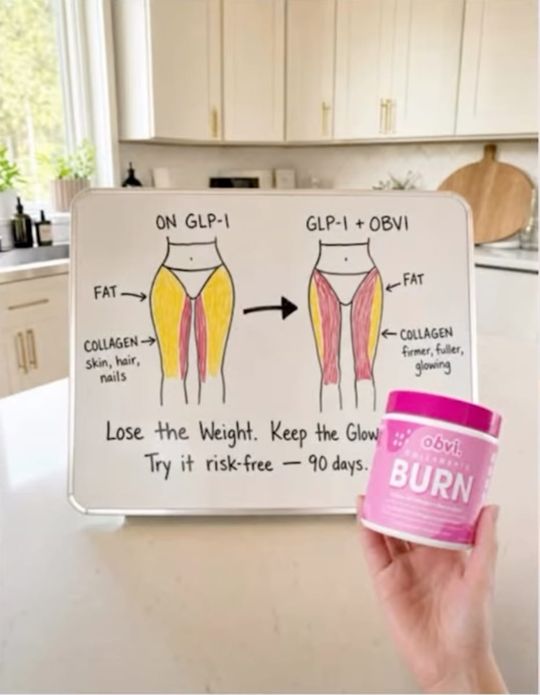 ON GLP-1
GLP-1 + OBVI
FAT
COLLAGEN
skin, hair,
nails
FAT
COLLAGEN
firmer, fuller,
glowing
Lose the Weight. Keep the Glow
Try it risk-free — 90 days.
obvi.
COLLAGENIC
BURN